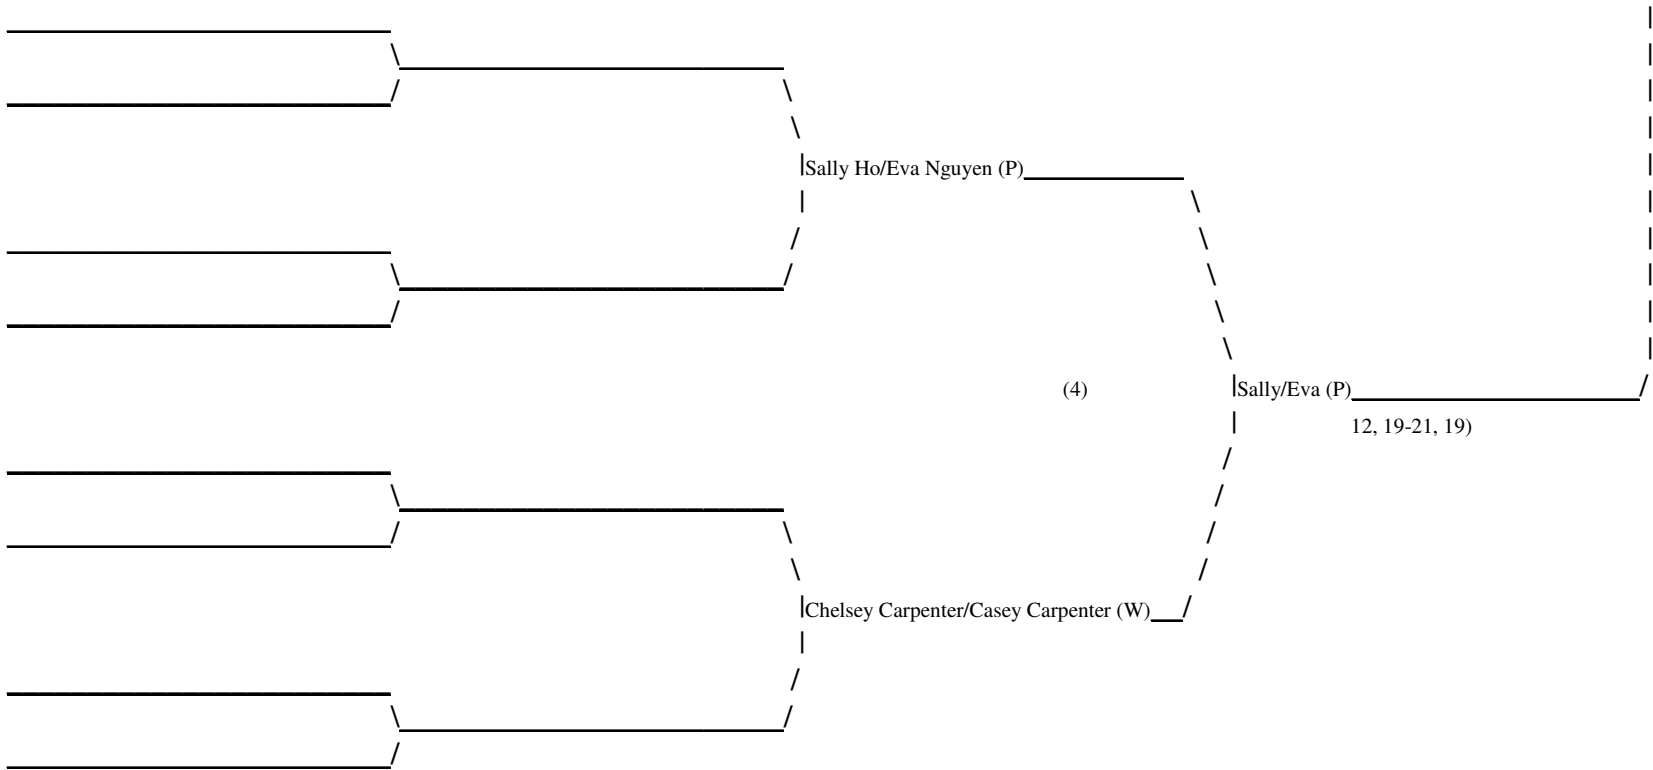 Sally Ho/Eva Nguyen (P)
(4)
Sally/Eva (P)
12, 19-21, 19)
Chelsey Carpenter/Casey Carpenter (W)